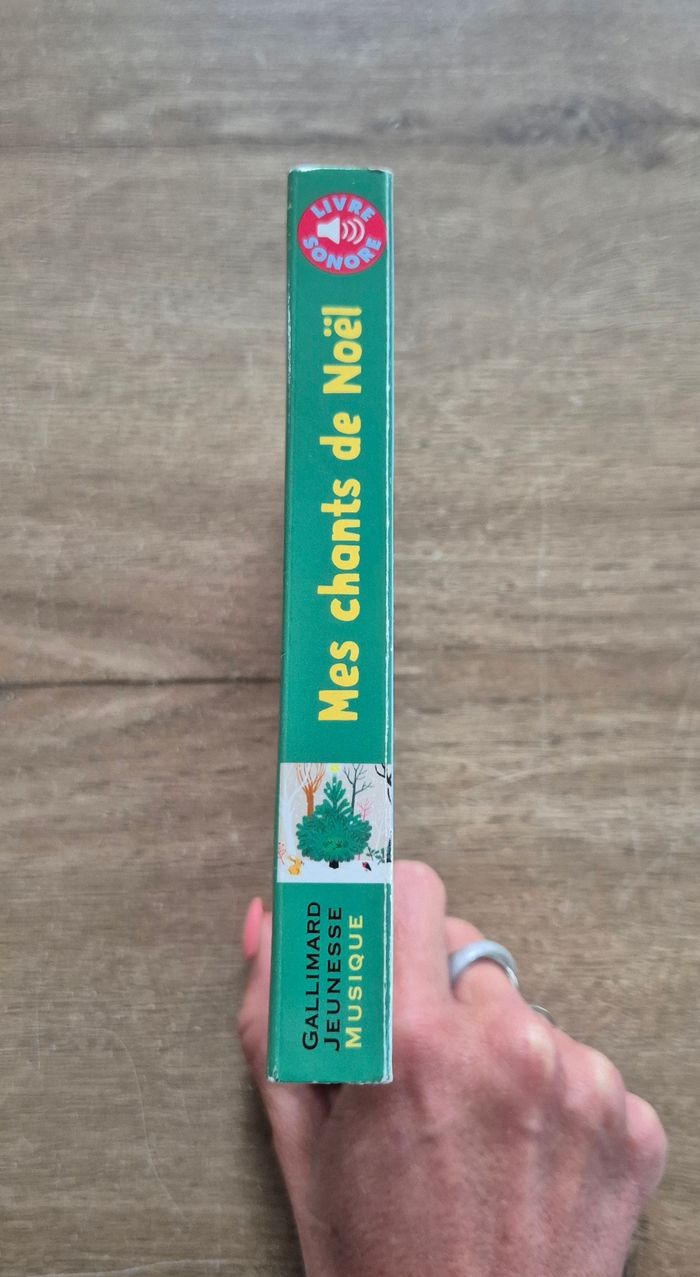 LIVRE
SONORE
Mes chants de Noël
GALLIMARD
JEUNESSE
MUSIQUE